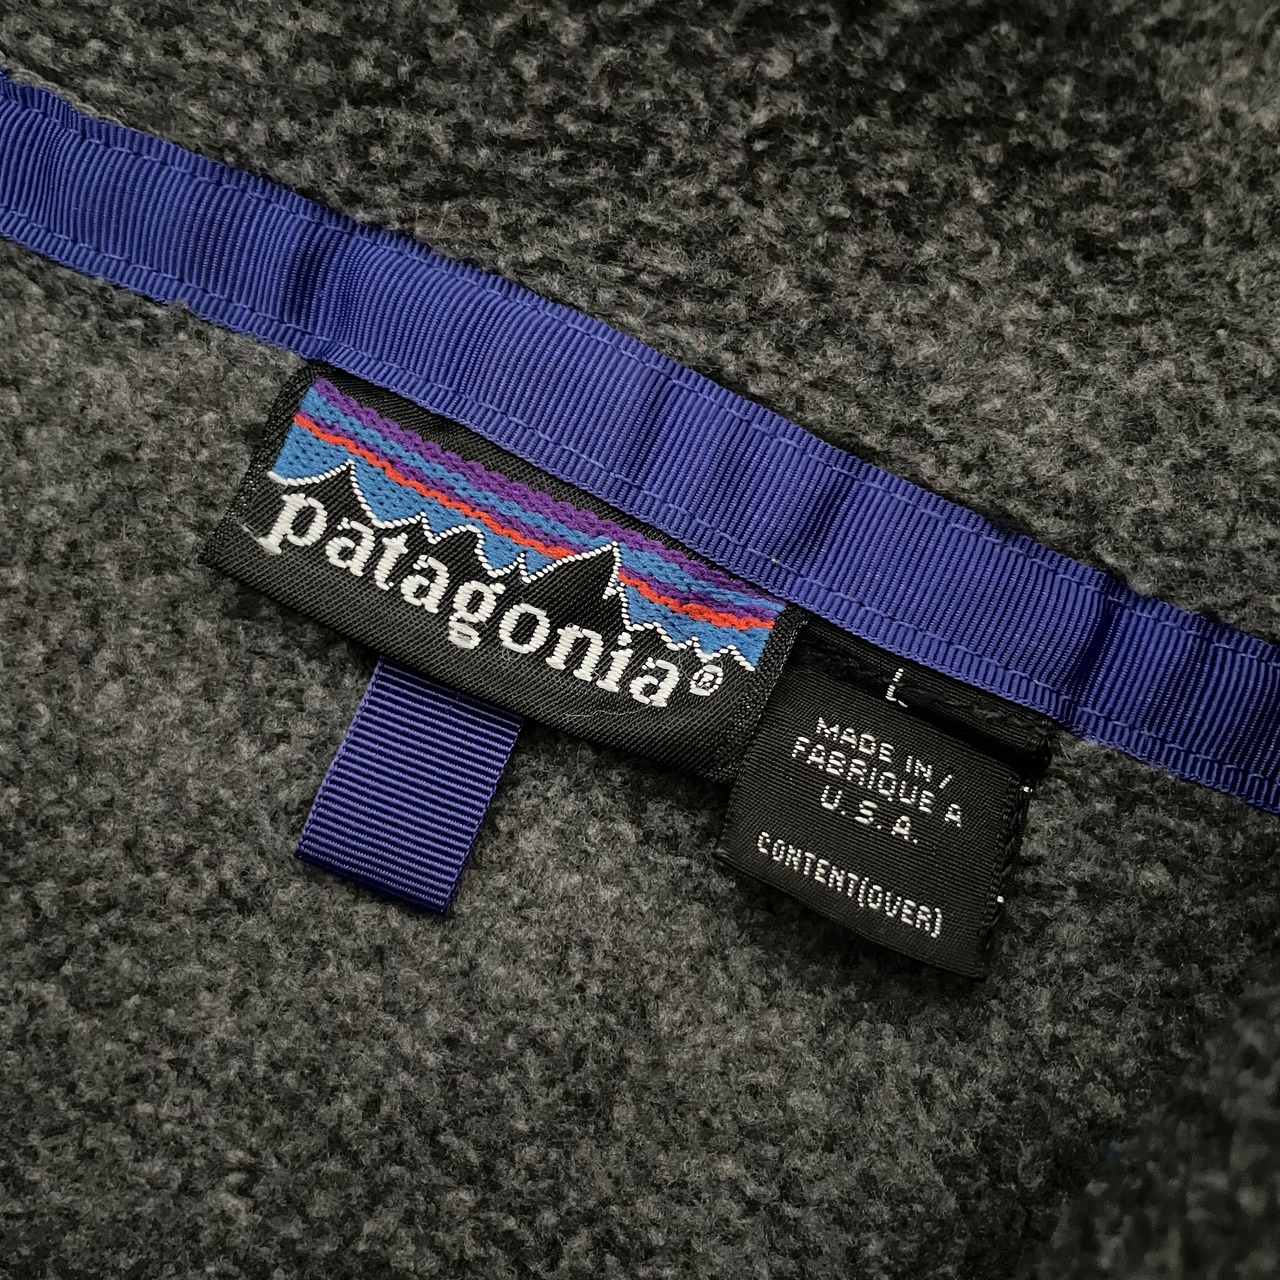 patagonia®
L
MADE IN/
FABRIQUE A
U.S.A.
CONTENT(OVER)